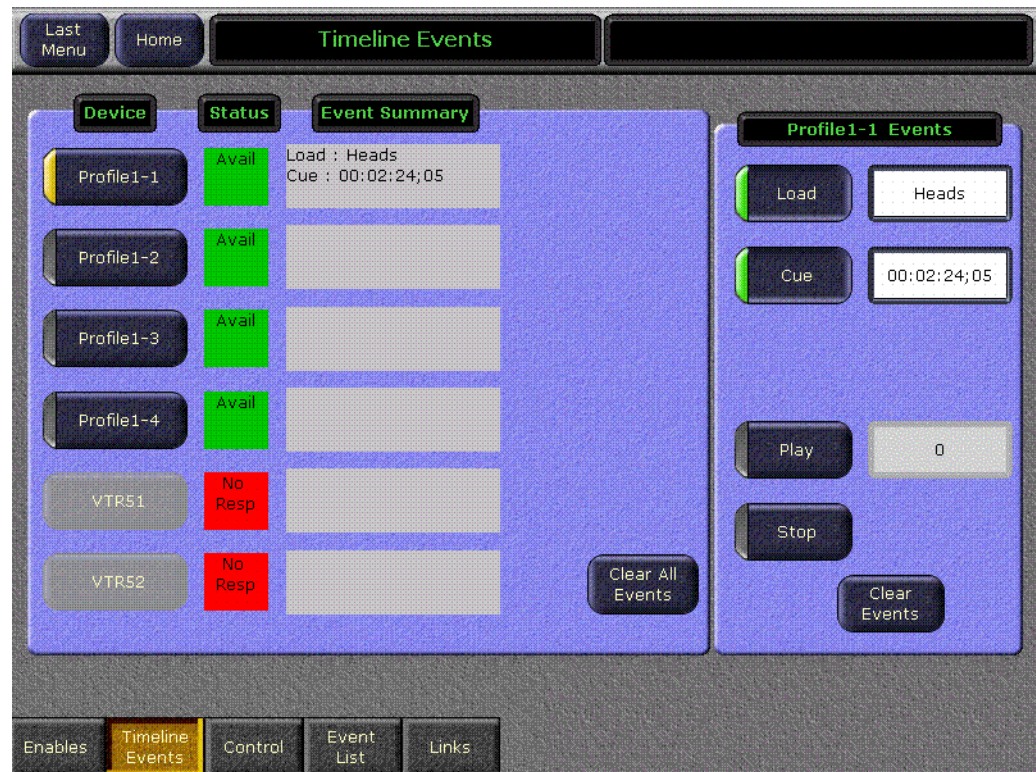 Last
Menu
Home
Timeline Events
Device
Status
Event Summary
Profile1-1
Avail
Load : Heads
Cue : 00:02:24;05
Profile1-2
Avail
Profile1-3
Avail
Profile1-4
Avail
VTR51
No
Resp
VTR52
No
Resp
Clear All
Events
Profile1-1 Events
Load
Heads
Cue
00:02:24;05
Play
0
Stop
Clear
Events
Enables
Timeline
Events
Control
Event
List
Links